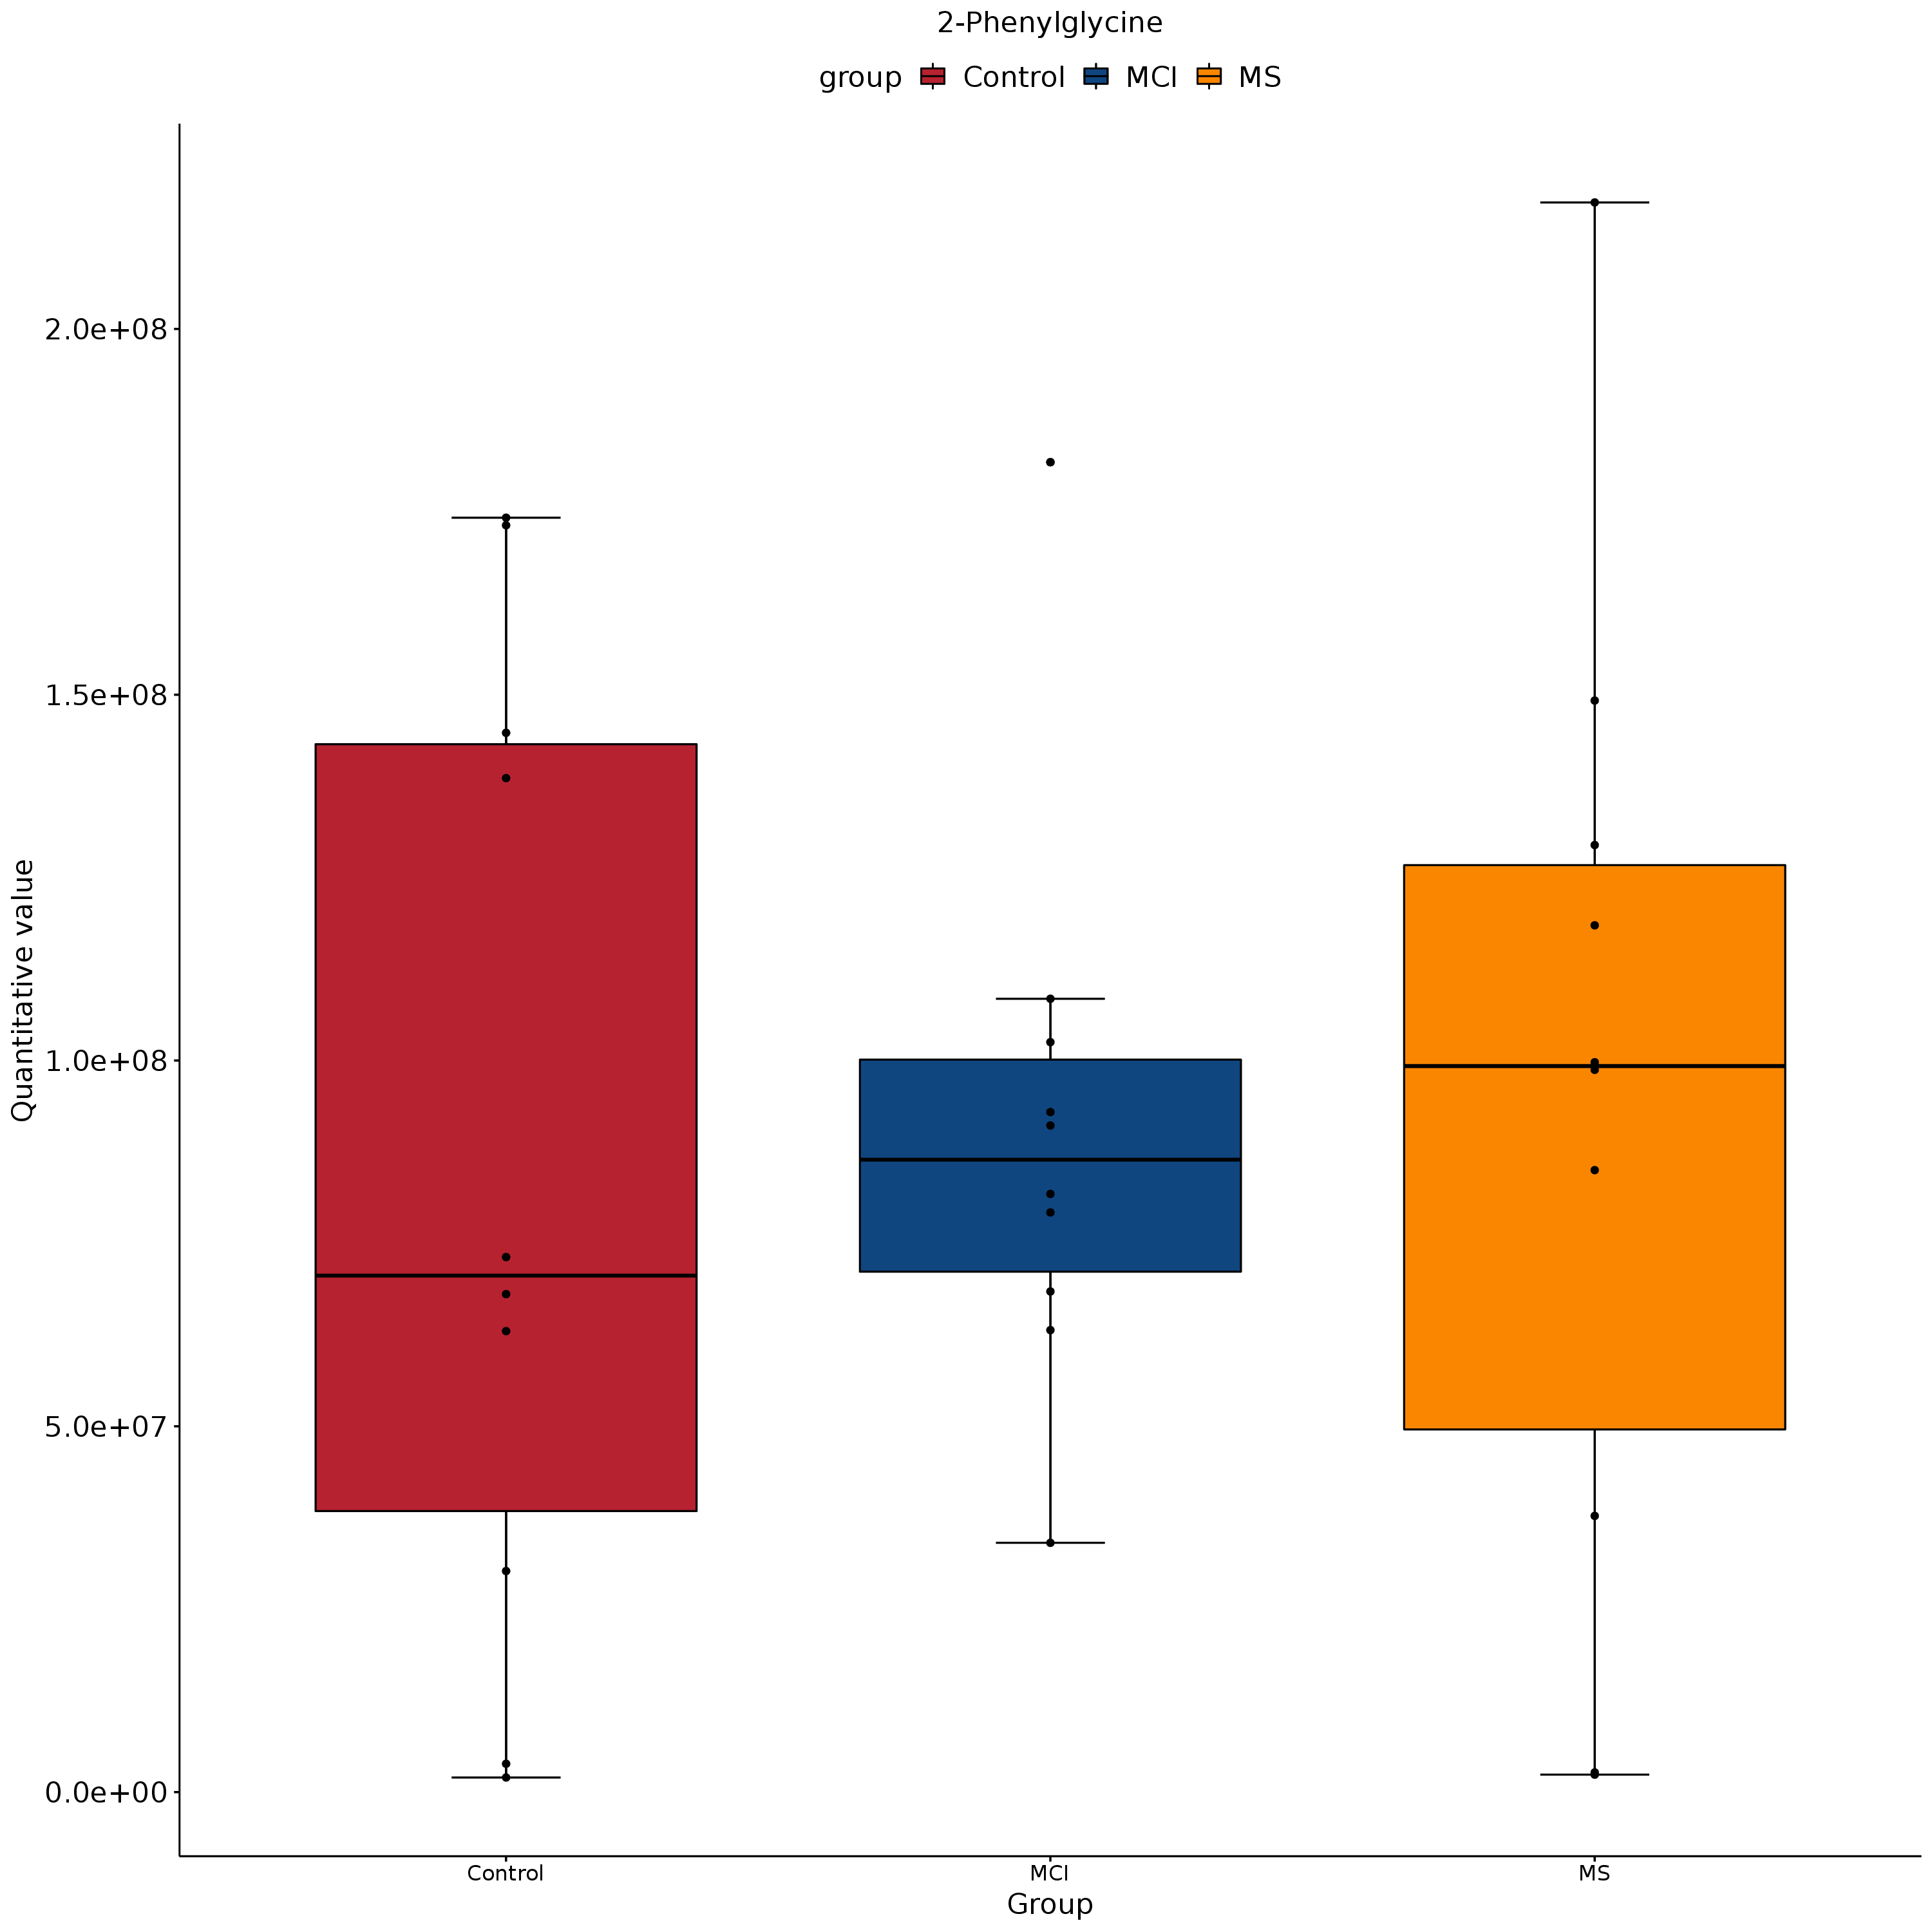 2-Phenylglycine
group Control MCI MS
Quantitative value
2.0e+08
1.5e+08
1.0e+08
5.0e+07
0.0e+00
Control MCI MS
Group